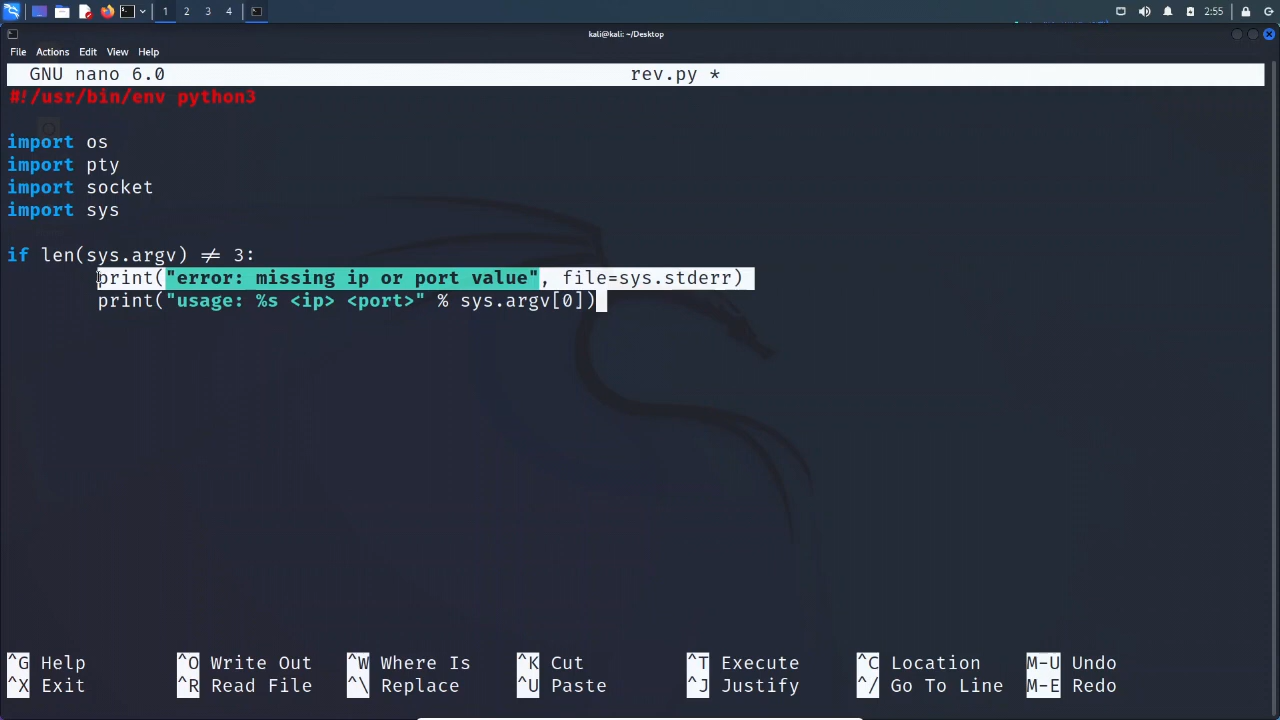 1 2 3 4 2:55
kali@kali: ~/Desktop
File Actions Edit View Help
GNU nano 6.0 rev.py *
#!/usr/bin/env python3
import os
import pty
import socket
import sys
if len(sys.argv) ≠ 3:
print("error: missing ip or port value", file=sys.stderr)
print("usage: %s <ip> <port>" % sys.argv[0])
^G Help ^O Write Out ^W Where Is ^K Cut ^T Execute ^C Location M-U Undo
^X Exit ^R Read File ^\ Replace ^U Paste ^J Justify ^/ Go To Line M-E Redo